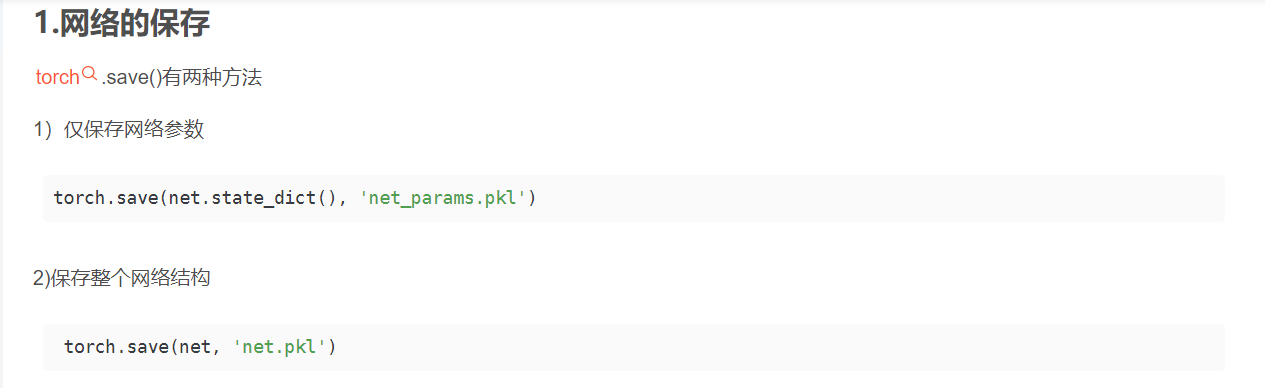 1.网络的保存
torch.save()有两种方法
1）仅保存网络参数
torch.save(net.state_dict(), 'net_params.pkl')
2)保存整个网络结构
torch.save(net, 'net.pkl')